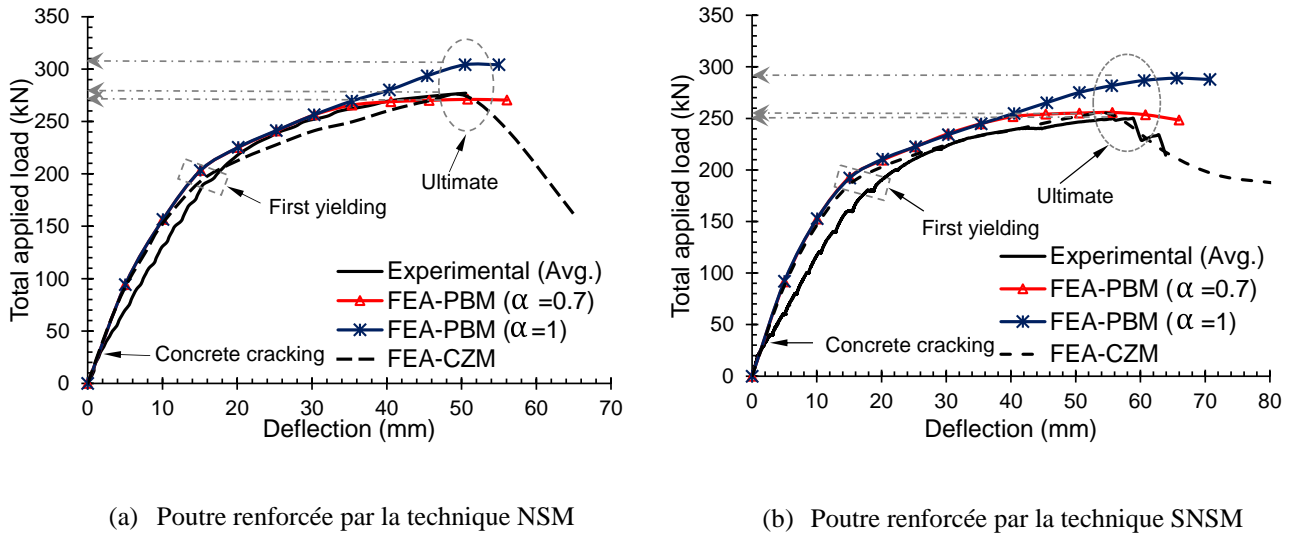 Total applied load (kN)
350
300
250
200
150
100
50
0
0 10 20 30 40 50 60 70
Deflection (mm)
Ultimate
First yielding
Concrete cracking
Experimental (Avg.)
FEA-PBM (α =0.7)
FEA-PBM (α=1)
FEA-CZM
(a) Poutre renforcée par la technique NSM
Total applied load (kN)
350
300
250
200
150
100
50
0
0 10 20 30 40 50 60 70 80
Deflection (mm)
Ultimate
First yielding
Concrete cracking
Experimental (Avg.)
FEA-PBM (α =0.7)
FEA-PBM (α=1)
FEA-CZM
(b) Poutre renforcée par la technique SNSM